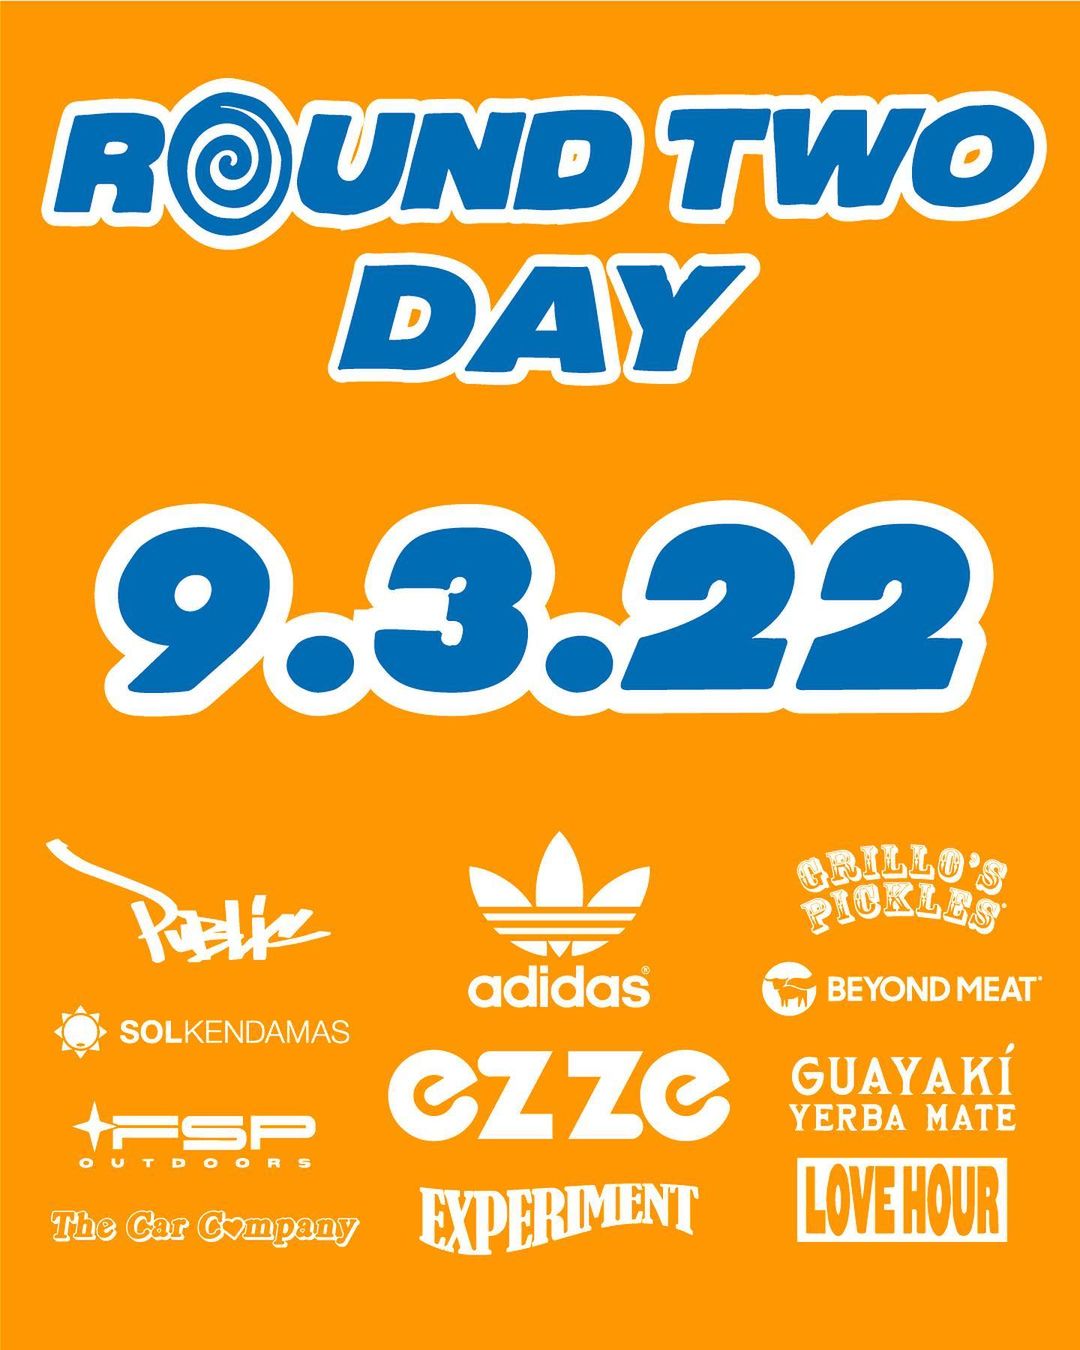 ROUND TWO
DAY
9.3.22
PUBLIC
SOLKENDAMAS
FSP
OUTDOORS
The Car Company
adidas®
ezze
EXPERIMENT
GRILLO'S
PICKLES®
BEYOND MEAT®
GUAYAKÍ
YERBA MATE
LOVE HOUR